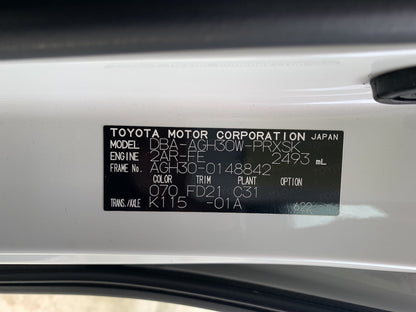 TOYOTA MOTOR CORPORATION JAPAN
MODEL DBA-AGH30W-PRXSK
ENGINE 2AR-FE 2493 mL
FRAME No. AGH30-0148842
COLOR TRIM PLANT OPTION
070 FD21 C31
TRANS./AXLE K115 -01A